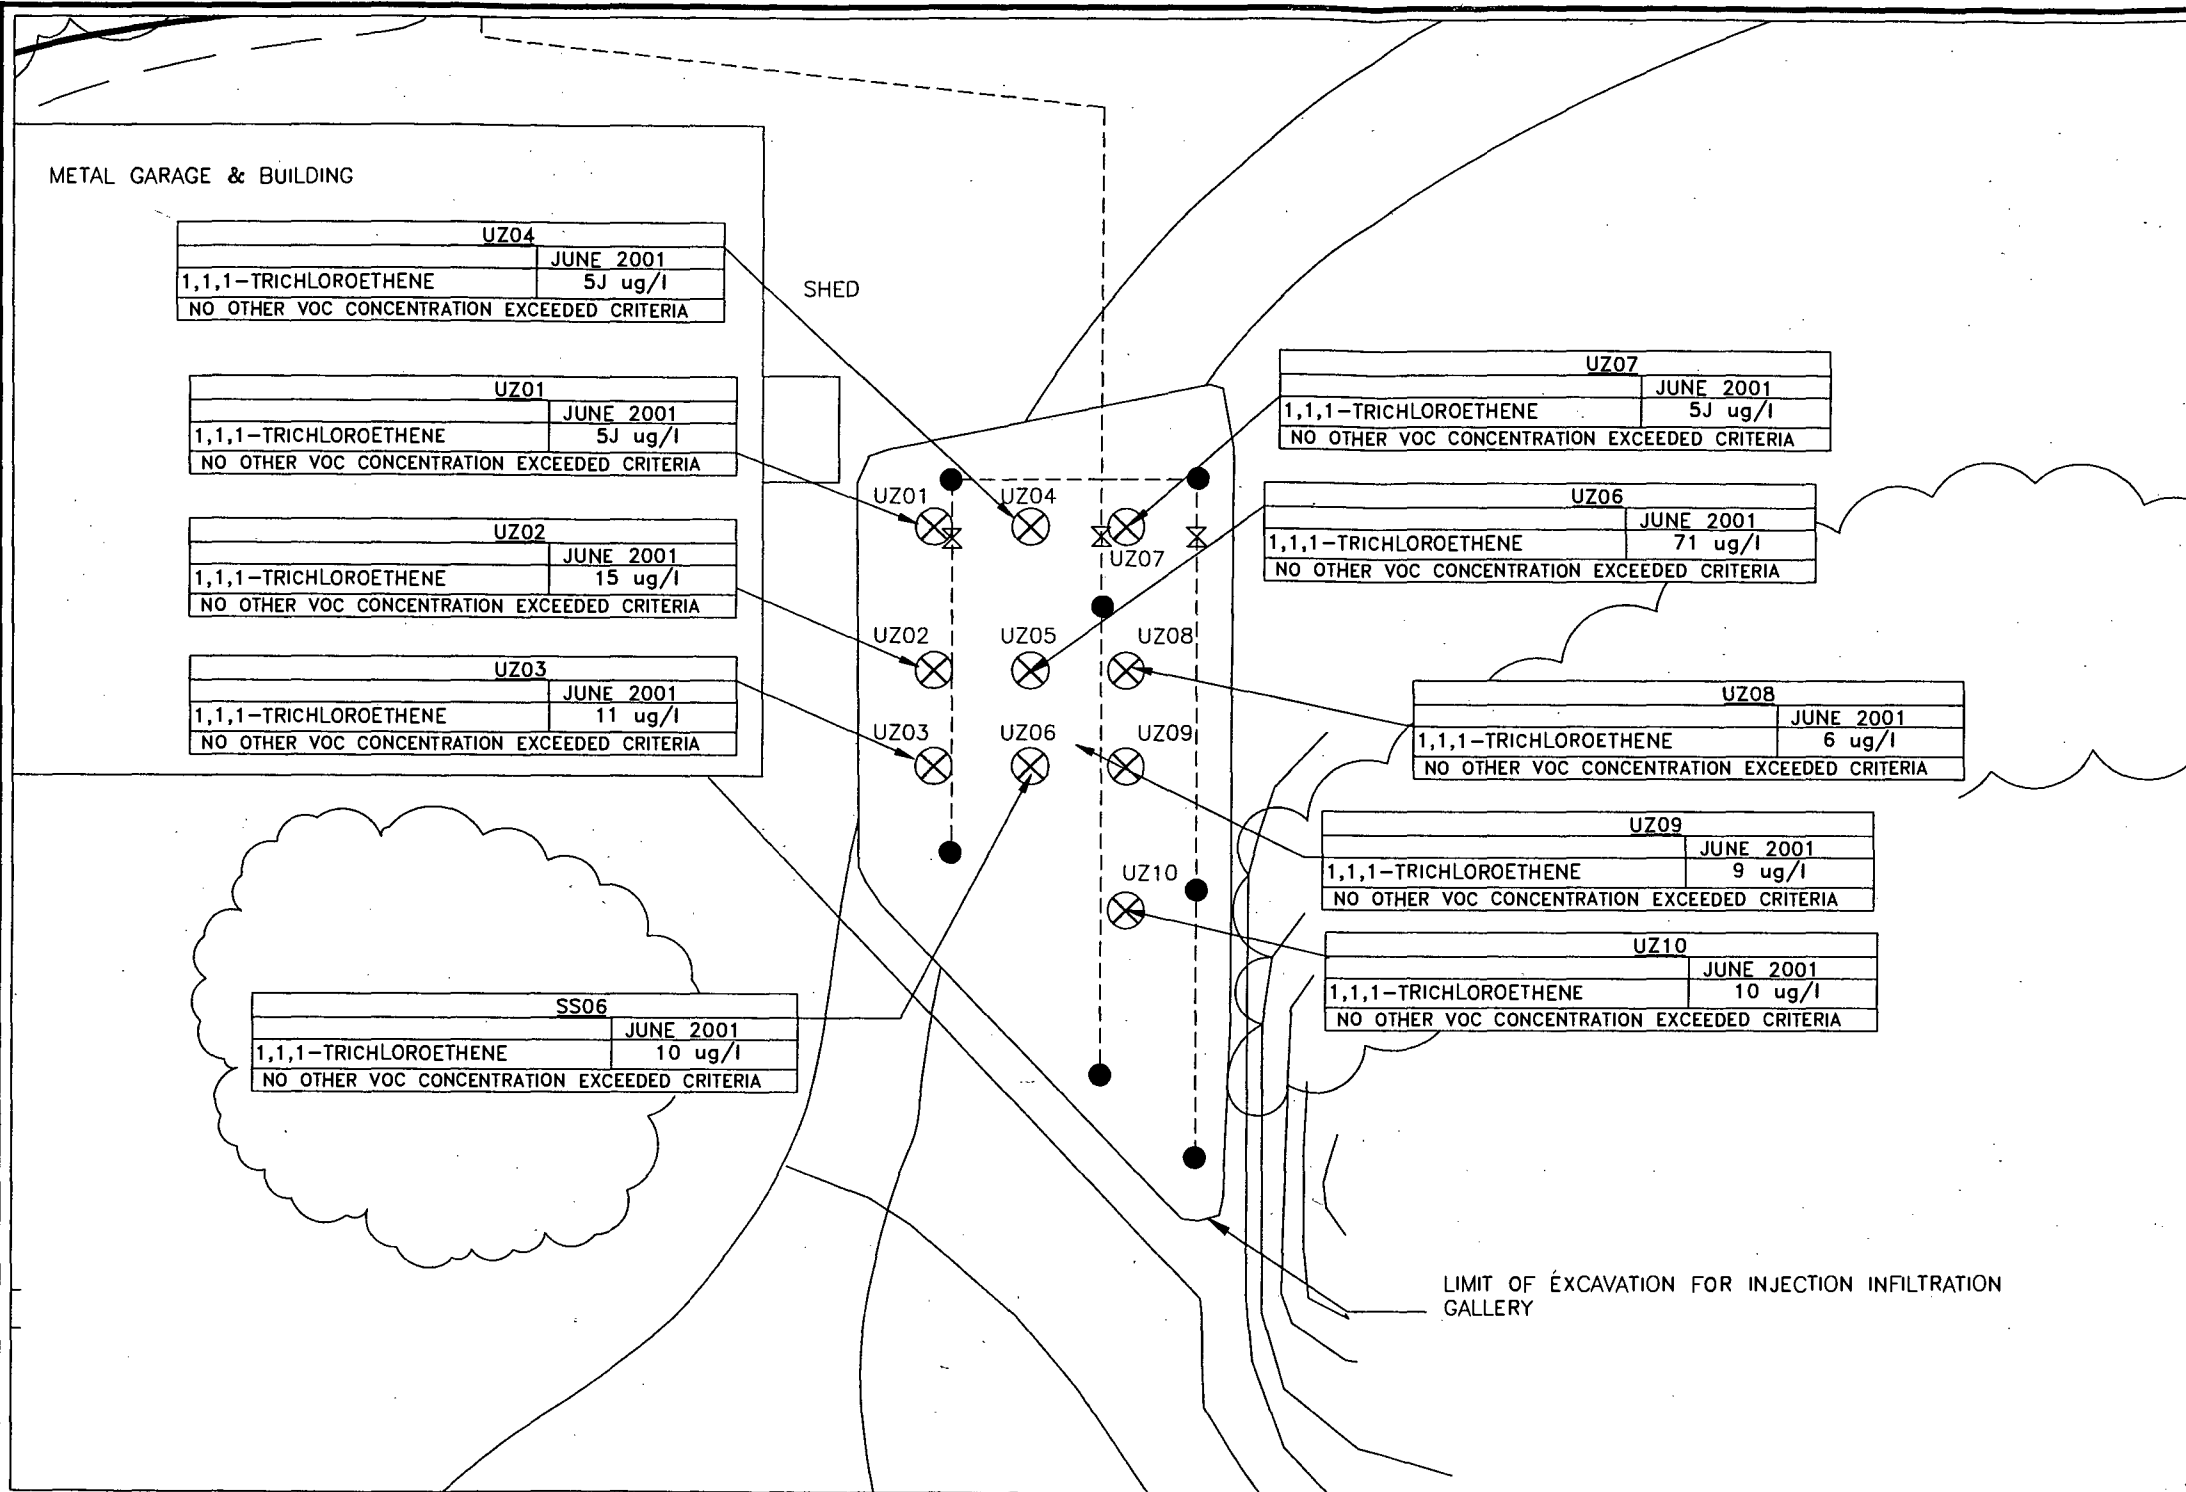 METAL GARAGE & BUILDING
UZ04
JUNE 2001
1,1,1-TRICHLOROETHENE 5J ug/l
NO OTHER VOC CONCENTRATION EXCEEDED CRITERIA
SHED
UZ01
JUNE 2001
1,1,1-TRICHLOROETHENE 5J ug/l
NO OTHER VOC CONCENTRATION EXCEEDED CRITERIA
UZ02
JUNE 2001
1,1,1-TRICHLOROETHENE 15 ug/l
NO OTHER VOC CONCENTRATION EXCEEDED CRITERIA
UZ03
JUNE 2001
1,1,1-TRICHLOROETHENE 11 ug/l
NO OTHER VOC CONCENTRATION EXCEEDED CRITERIA
SS06
JUNE 2001
1,1,1-TRICHLOROETHENE 10 ug/l
NO OTHER VOC CONCENTRATION EXCEEDED CRITERIA
UZ01 UZ04
UZ07
UZ02 UZ05 UZ08
UZ03 UZ06 UZ09
UZ10
UZ07
JUNE 2001
1,1,1-TRICHLOROETHENE 5J ug/l
NO OTHER VOC CONCENTRATION EXCEEDED CRITERIA
UZ06
JUNE 2001
1,1,1-TRICHLOROETHENE 71 ug/l
NO OTHER VOC CONCENTRATION EXCEEDED CRITERIA
UZ08
JUNE 2001
1,1,1-TRICHLOROETHENE 6 ug/l
NO OTHER VOC CONCENTRATION EXCEEDED CRITERIA
UZ09
JUNE 2001
1,1,1-TRICHLOROETHENE 9 ug/l
NO OTHER VOC CONCENTRATION EXCEEDED CRITERIA
UZ10
JUNE 2001
1,1,1-TRICHLOROETHENE 10 ug/l
NO OTHER VOC CONCENTRATION EXCEEDED CRITERIA
LIMIT OF EXCAVATION FOR INJECTION INFILTRATION
GALLERY